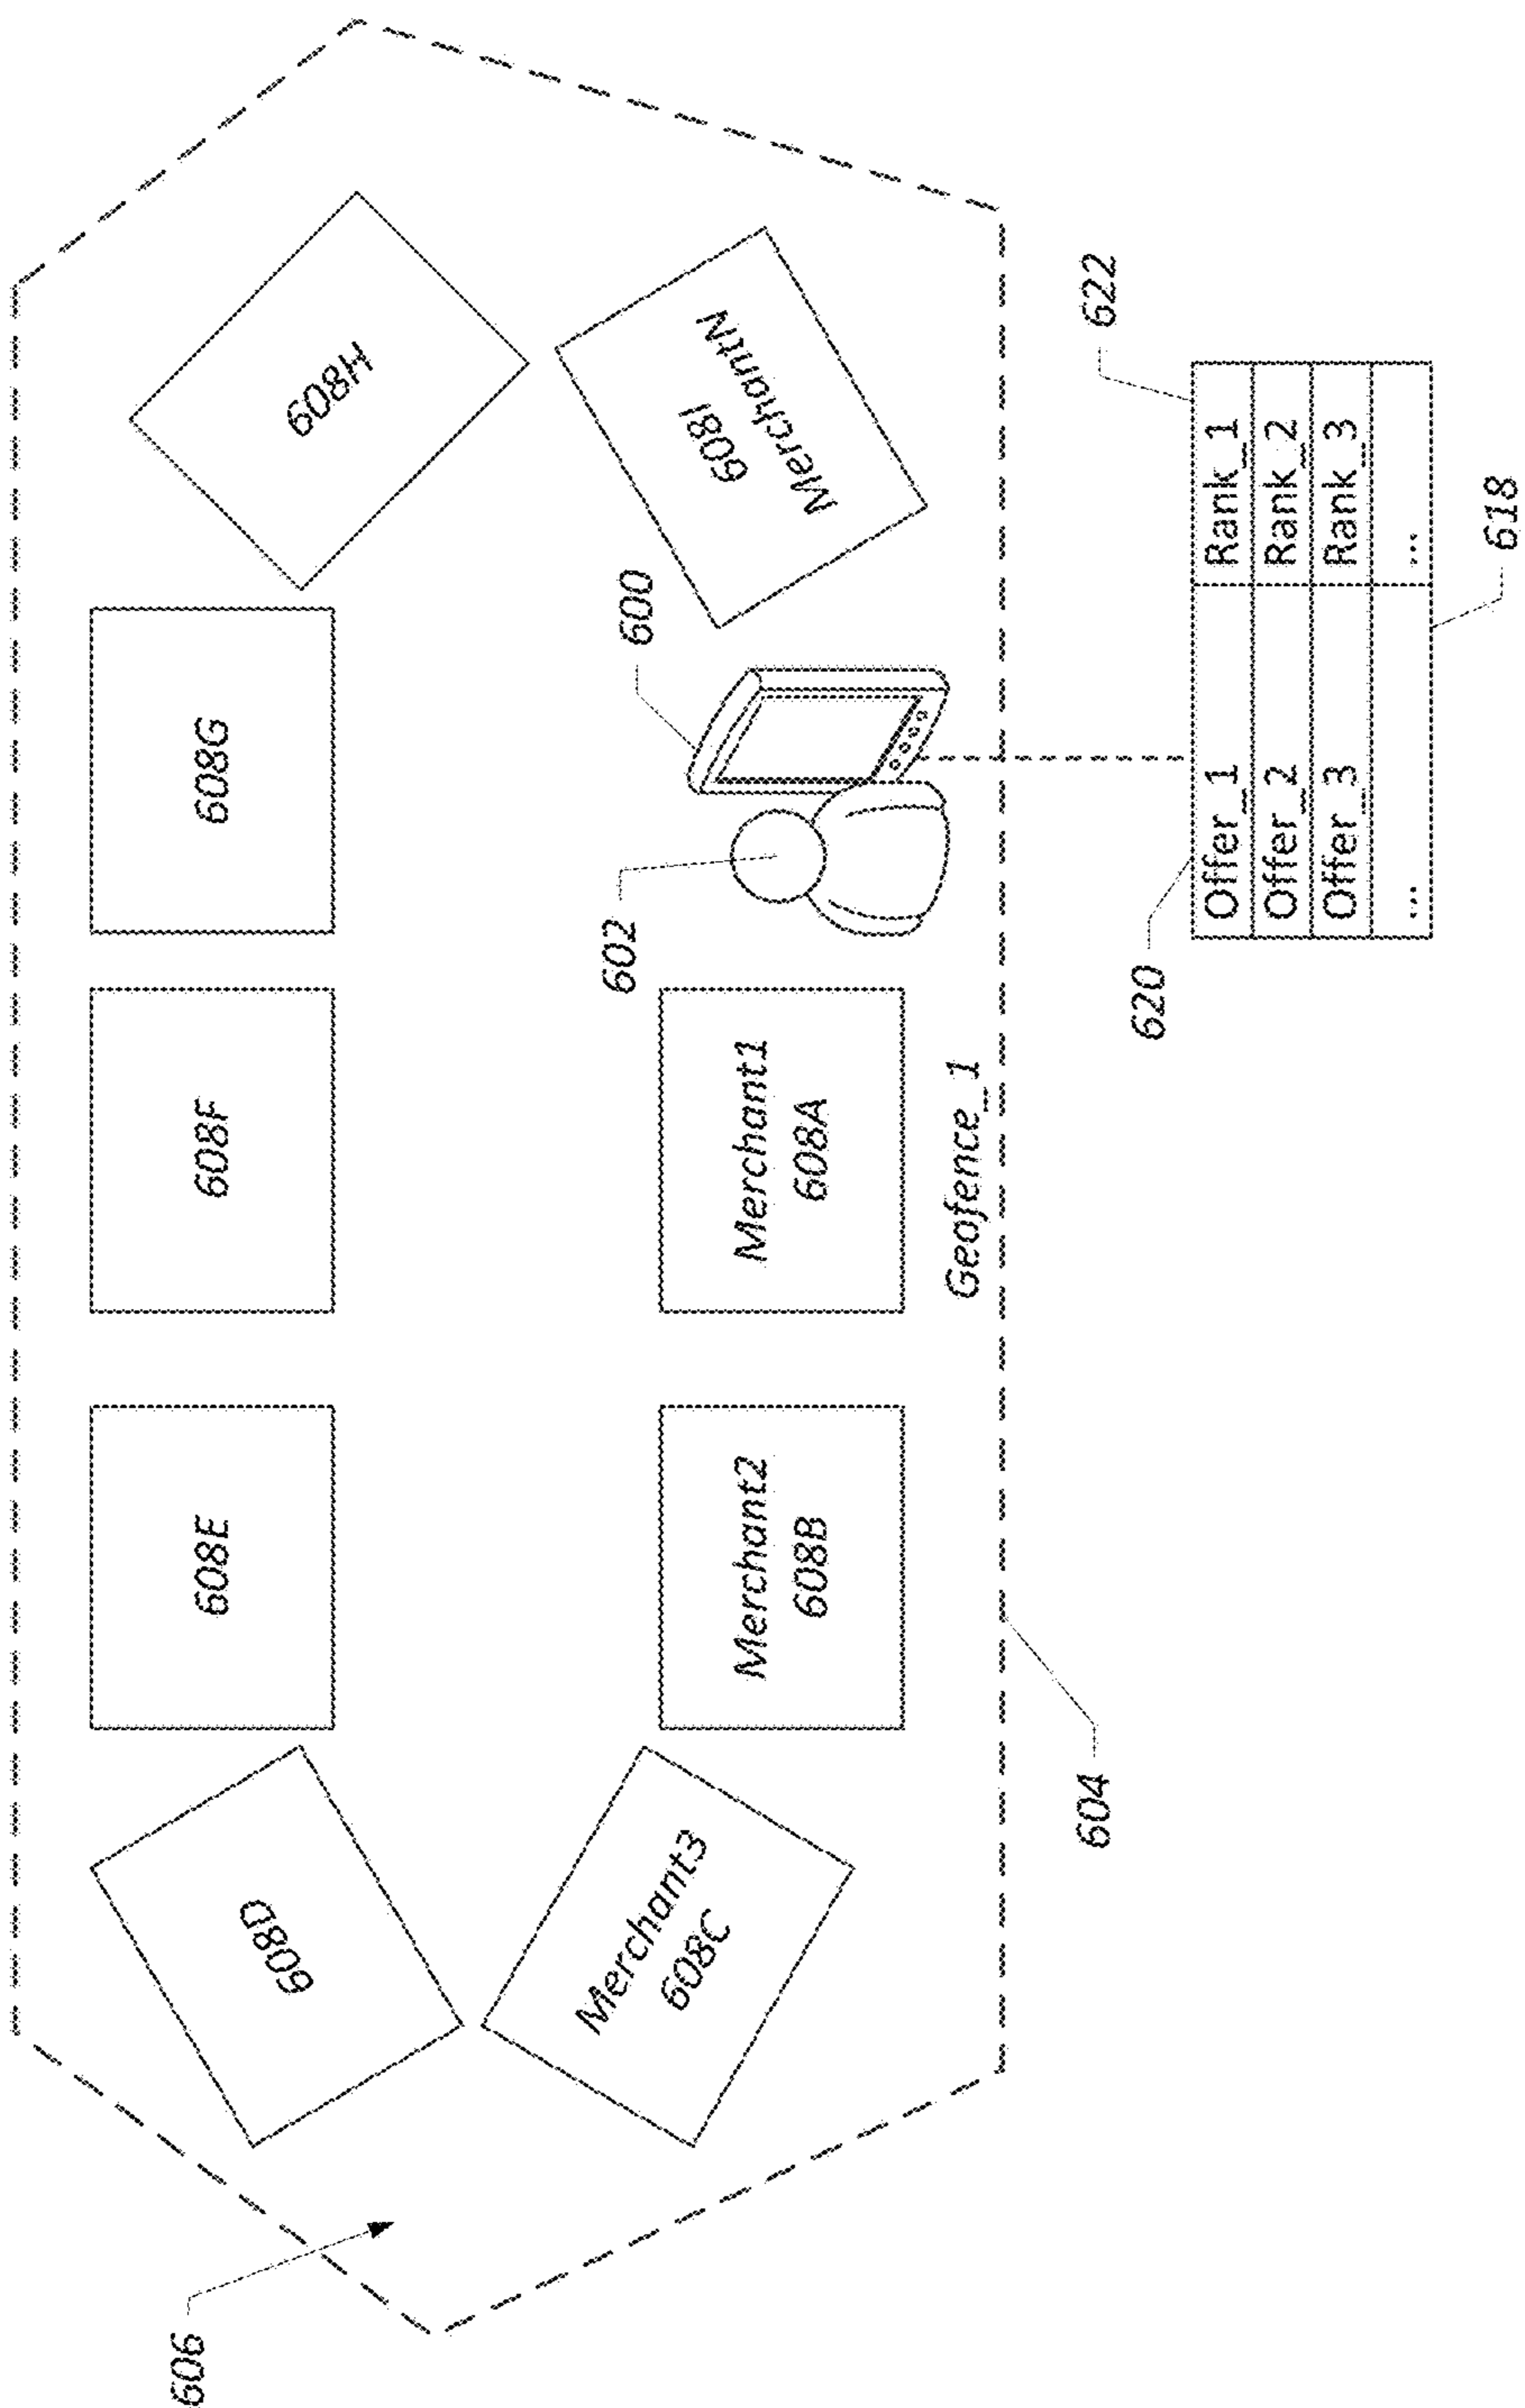 606
608D
608E
608F
608G
608H
602
600
Merchant3
608C
Merchant2
608B
Merchant1
608A
608I
MerchantN
Geofence_1
604
620
622
Offer_1 Rank_1
Offer_2 Rank_2
Offer_3 Rank_3
... ...
618